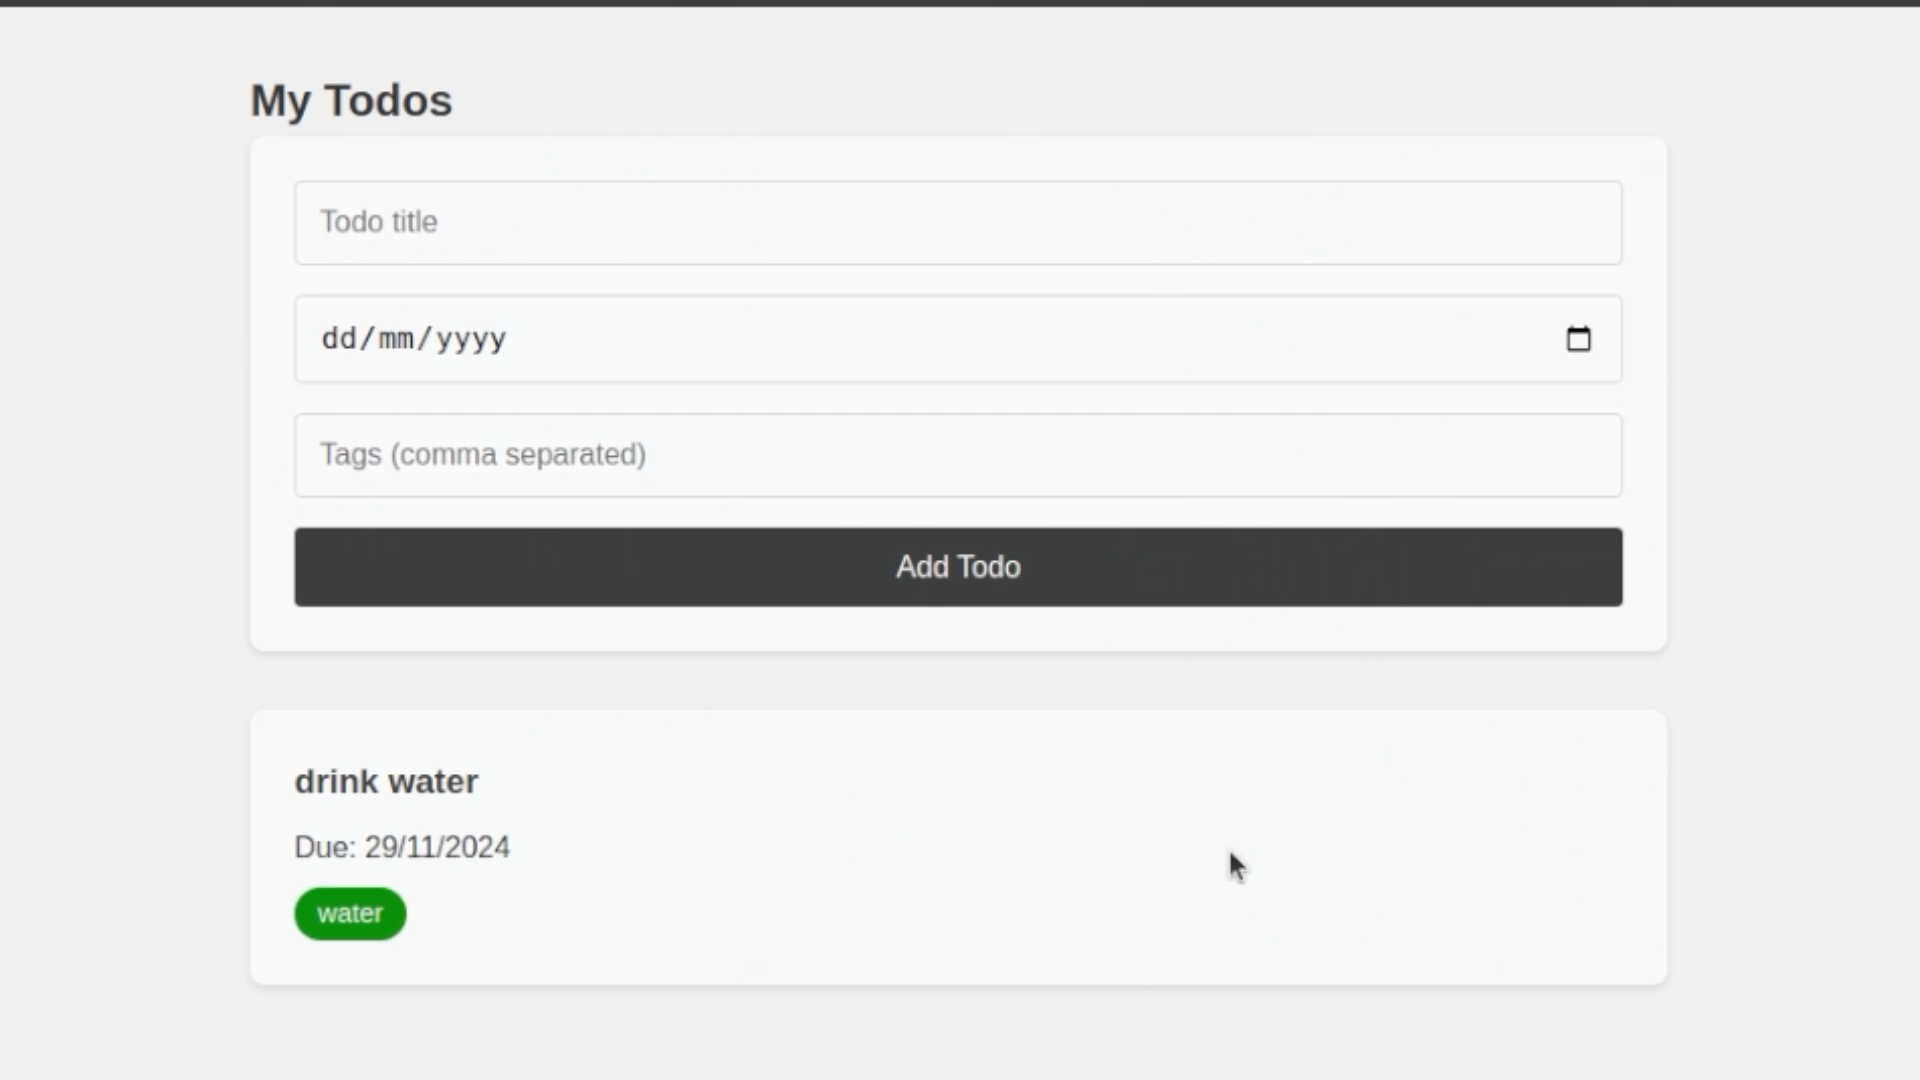 My Todos
Todo title
dd/mm/yyyy
Tags (comma separated)
Add Todo
drink water
Due: 29/11/2024
water